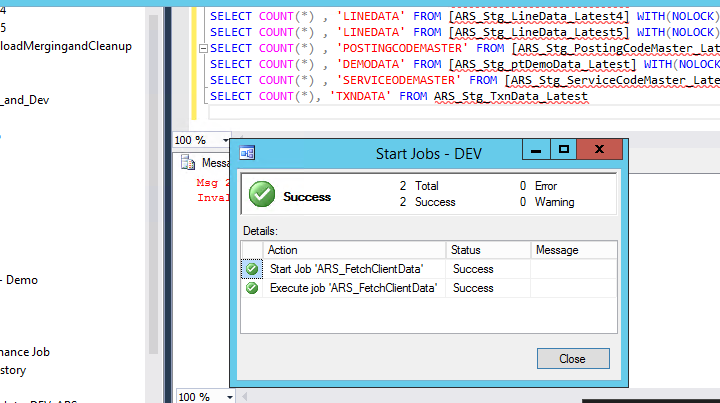 4
5
loadMergingandCleanup
_and_Dev
- Demo
nance Job
story
SELECT COUNT(*) , 'LINEDATA' FROM [ARS_Stg_LineData_Latest4] WITH(NOLOCK)
SELECT COUNT(*) , 'LINEDATA' FROM [ARS_Stg_LineData_Latest5] WITH(NOLOCK)
SELECT COUNT(*) , 'POSTINGCODEMASTER' FROM [ARS_Stg_PostingCodeMaster_Lat
SELECT COUNT(*) , 'DEMODATA' FROM [ARS_Stg_ptDemoData_Latest] WITH(NOLOCK
SELECT COUNT(*) , 'SERVICEODEMASTER' FROM [ARS_Stg_ServiceCodeMaster_Late
SELECT COUNT(*), 'TXNDATA' FROM ARS_Stg_TxnData_Latest
100 %
Messa
Msg 2
Inval
Start Jobs - DEV
Success
2 Total 0 Error
2 Success 0 Warning
Details:
Action Status Message
Start Job 'ARS_FetchClientData' Success
Execute job 'ARS_FetchClientData' Success
Close
100 %